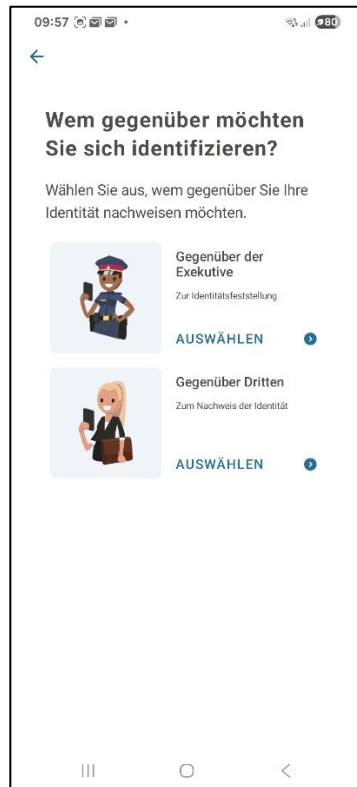 09:57
80
Wem gegenüber möchten
Sie sich identifizieren?
Wählen Sie aus, wem gegenüber Sie Ihre
Identität nachweisen möchten.
Gegenüber der
Exekutive
Zur Identitätsfeststellung
AUSWÄHLEN
Gegenüber Dritten
Zum Nachweis der Identität
AUSWÄHLEN